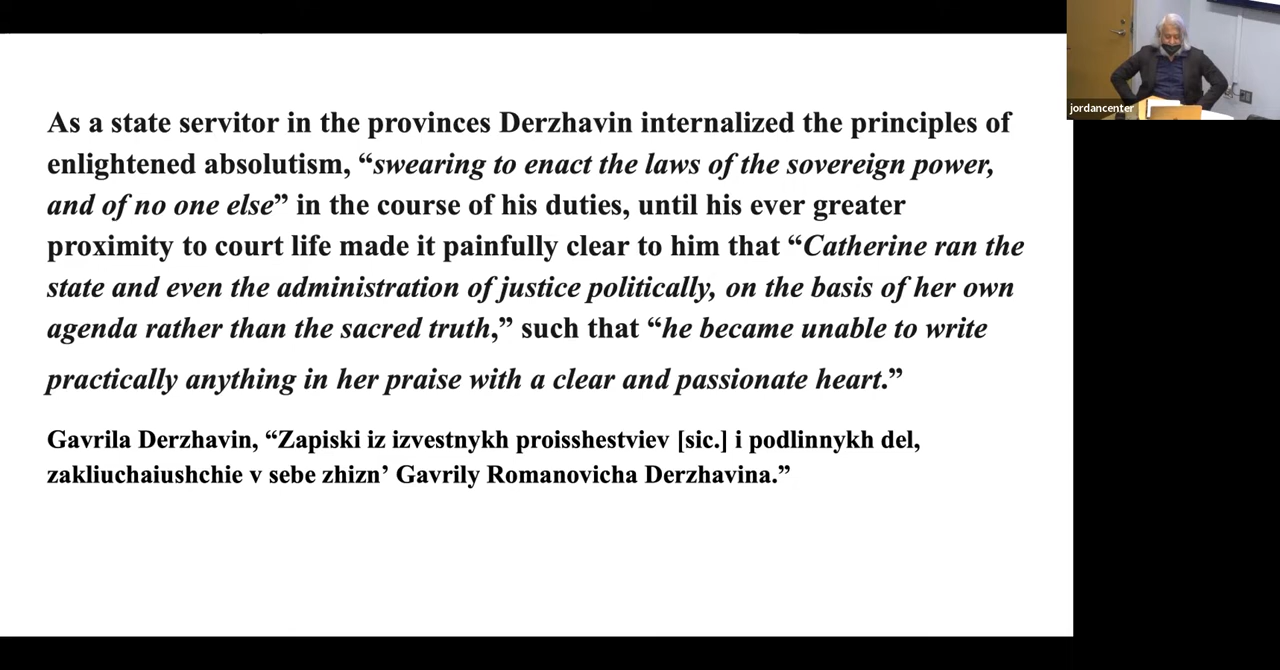 As a state servitor in the provinces Derzhavin internalized the principles of
enlightened absolutism, “swearing to enact the laws of the sovereign power,
and of no one else” in the course of his duties, until his ever greater
proximity to court life made it painfully clear to him that “Catherine ran the
state and even the administration of justice politically, on the basis of her own
agenda rather than the sacred truth,” such that “he became unable to write
practically anything in her praise with a clear and passionate heart.”
Gavrila Derzhavin, “Zapiski iz izvestnykh proisshestviev [sic.] i podlinnykh del,
zakliuchaiushchie v sebe zhizn’ Gavrily Romanovicha Derzhavina.”
jordancenter